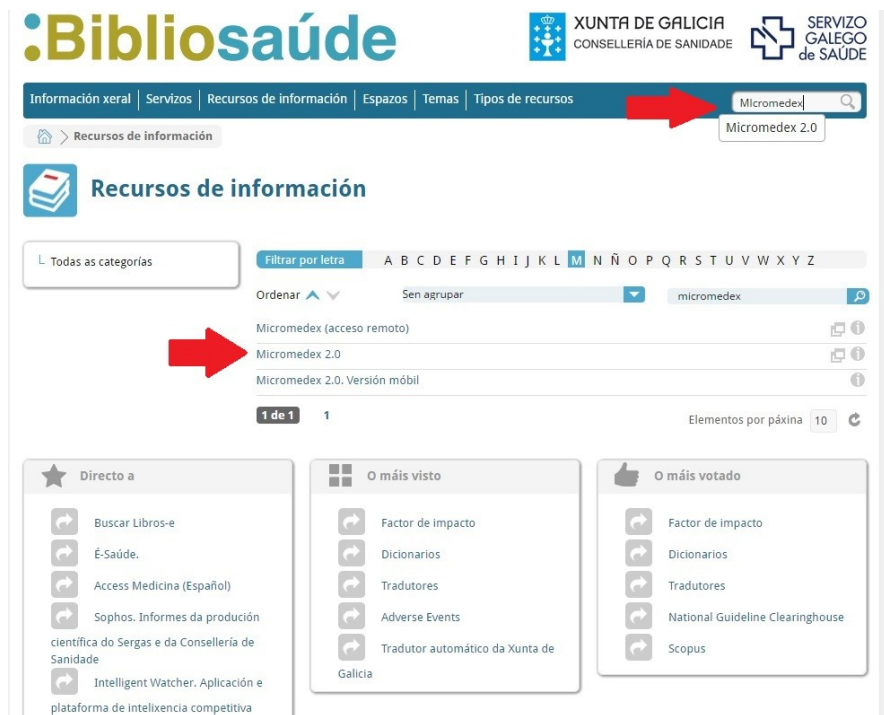 :Bibliosaúde
XUNTA DE GALICIA
CONSELLERÍA DE SANIDADE
SERVIZO
GALEGO
de SAÚDE
Información xeral | Servizos | Recursos de información | Espazos | Temas | Tipos de recursos
MIcromedex
Micromedex 2.0
> Recursos de información
Recursos de información
Todas as categorías
Filtrar por letra A B C D E F G H I J K L M N Ñ O P Q R S T U V W X Y Z
Ordenar Sen agrupar micromedex
Micromedex (acceso remoto)
Micromedex 2.0
Micromedex 2.0. Versión móbil
1 de 1 1
Elementos por páxina 10
Directo a
Buscar Libros-e
É-Saúde.
Access Medicina (Español)
Sophos. Informes da produción
científica do Sergas e da Consellería de
Sanidade
Intelligent Watcher. Aplicación e
plataforma de intelixencia competitiva
O máis visto
Factor de impacto
Dicionarios
Tradutores
Adverse Events
Tradutor automático da Xunta de
Galicia
O máis votado
Factor de impacto
Dicionarios
Tradutores
National Guideline Clearinghouse
Scopus